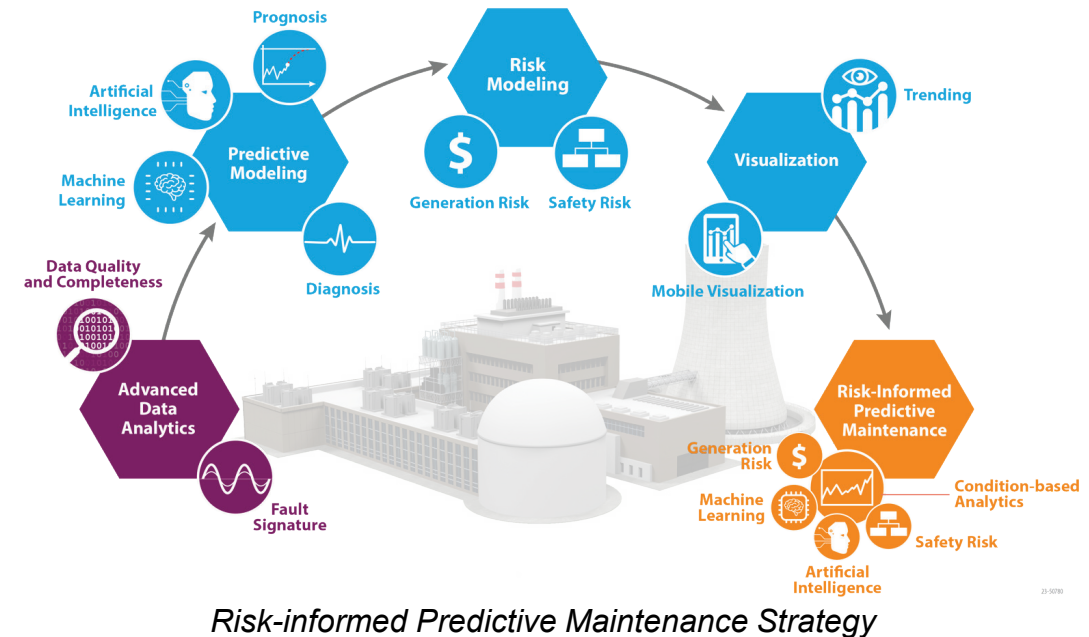 Prognosis
Artificial
Intelligence
Machine
Learning
Predictive
Modeling
Diagnosis
Risk
Modeling
$
Generation Risk
Safety Risk
Trending
Visualization
Mobile Visualization
Data Quality
and Completeness
Advanced
Data
Analytics
Fault
Signature
Risk-Informed
Predictive
Maintenance
Generation
Risk
$
Machine
Learning
Condition-based
Analytics
Safety Risk
Artificial
Intelligence
23-50780
Risk-informed Predictive Maintenance Strategy